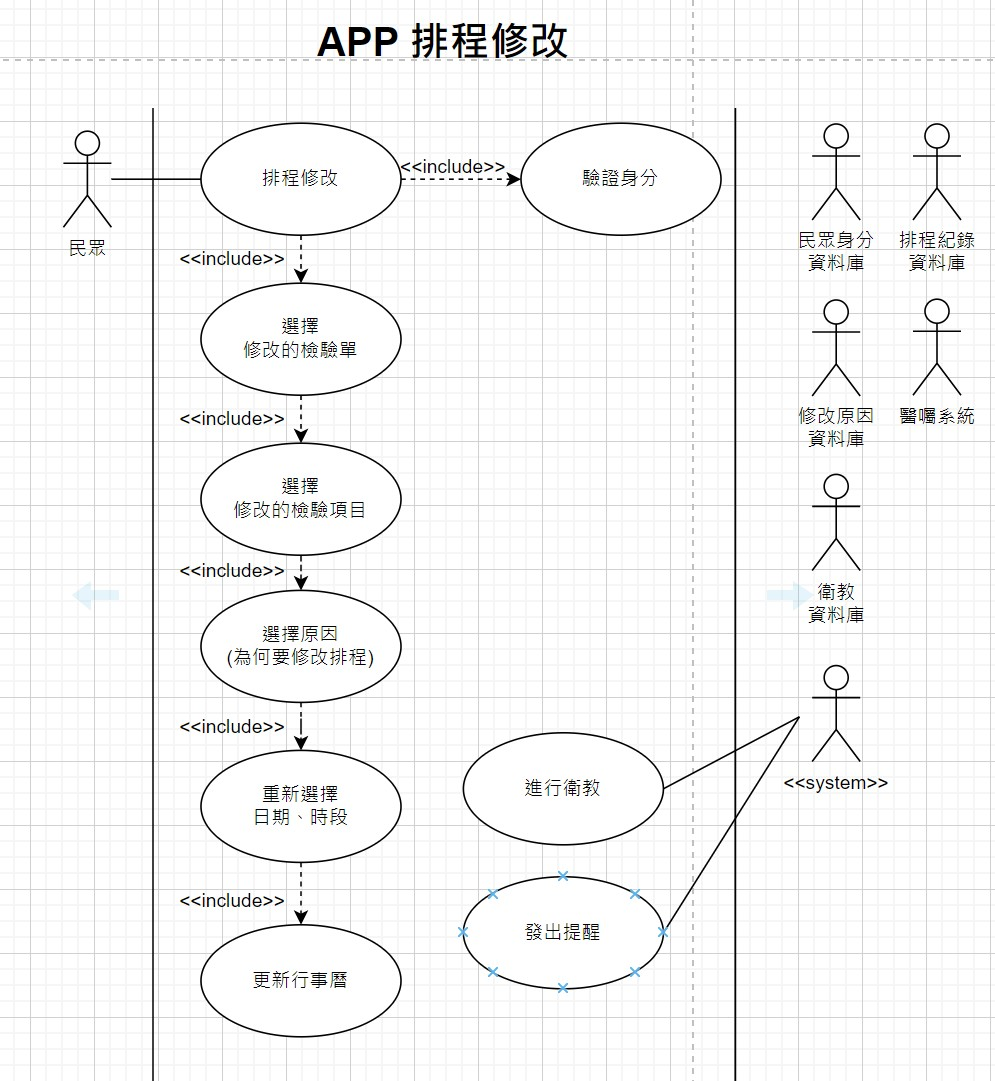 APP 排程修改
民眾
排程修改
<<include>>
驗證身分
<<include>>
選擇
修改的檢驗單
<<include>>
選擇
修改的檢驗項目
<<include>>
選擇原因
(為何要修改排程)
<<include>>
重新選擇
日期、時段
<<include>>
更新行事曆
進行衛教
發出提醒
民眾身分
資料庫
排程紀錄
資料庫
修改原因
資料庫
醫囑系統
衛教
資料庫
<<system>>